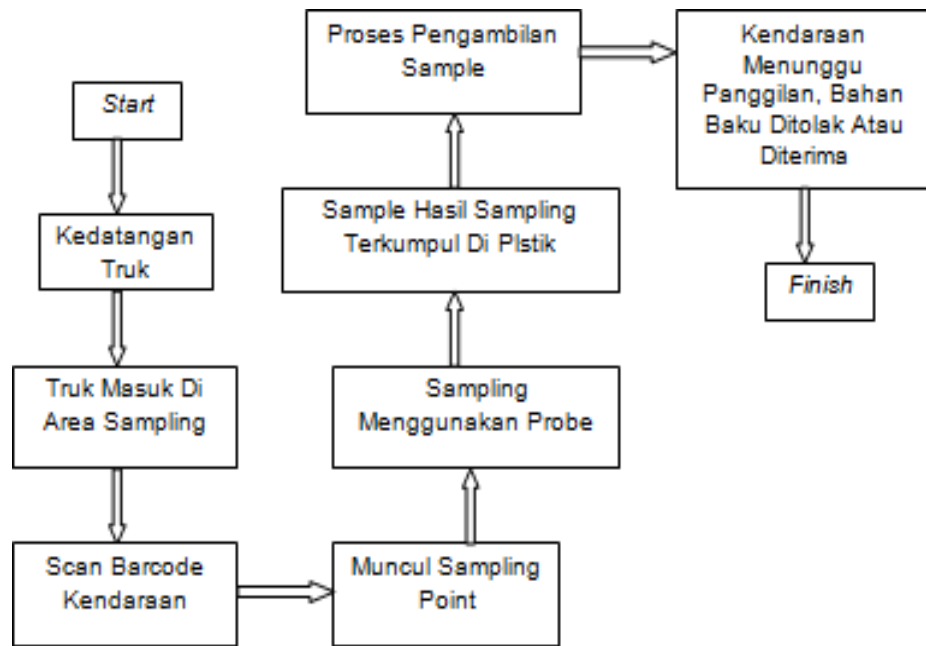 Start
Kedatangan
Truk
Truk Masuk Di
Area Sampling
Scan Barcode
Kendaraan
Muncul Sampling
Point
Sampling
Menggunakan Probe
Sample Hasil Sampling
Terkumpul Di Plstik
Proses Pengambilan
Sample
Kendaraan
Menunggu
Panggilan, Bahan
Baku Ditolak Atau
Diterima
Finish